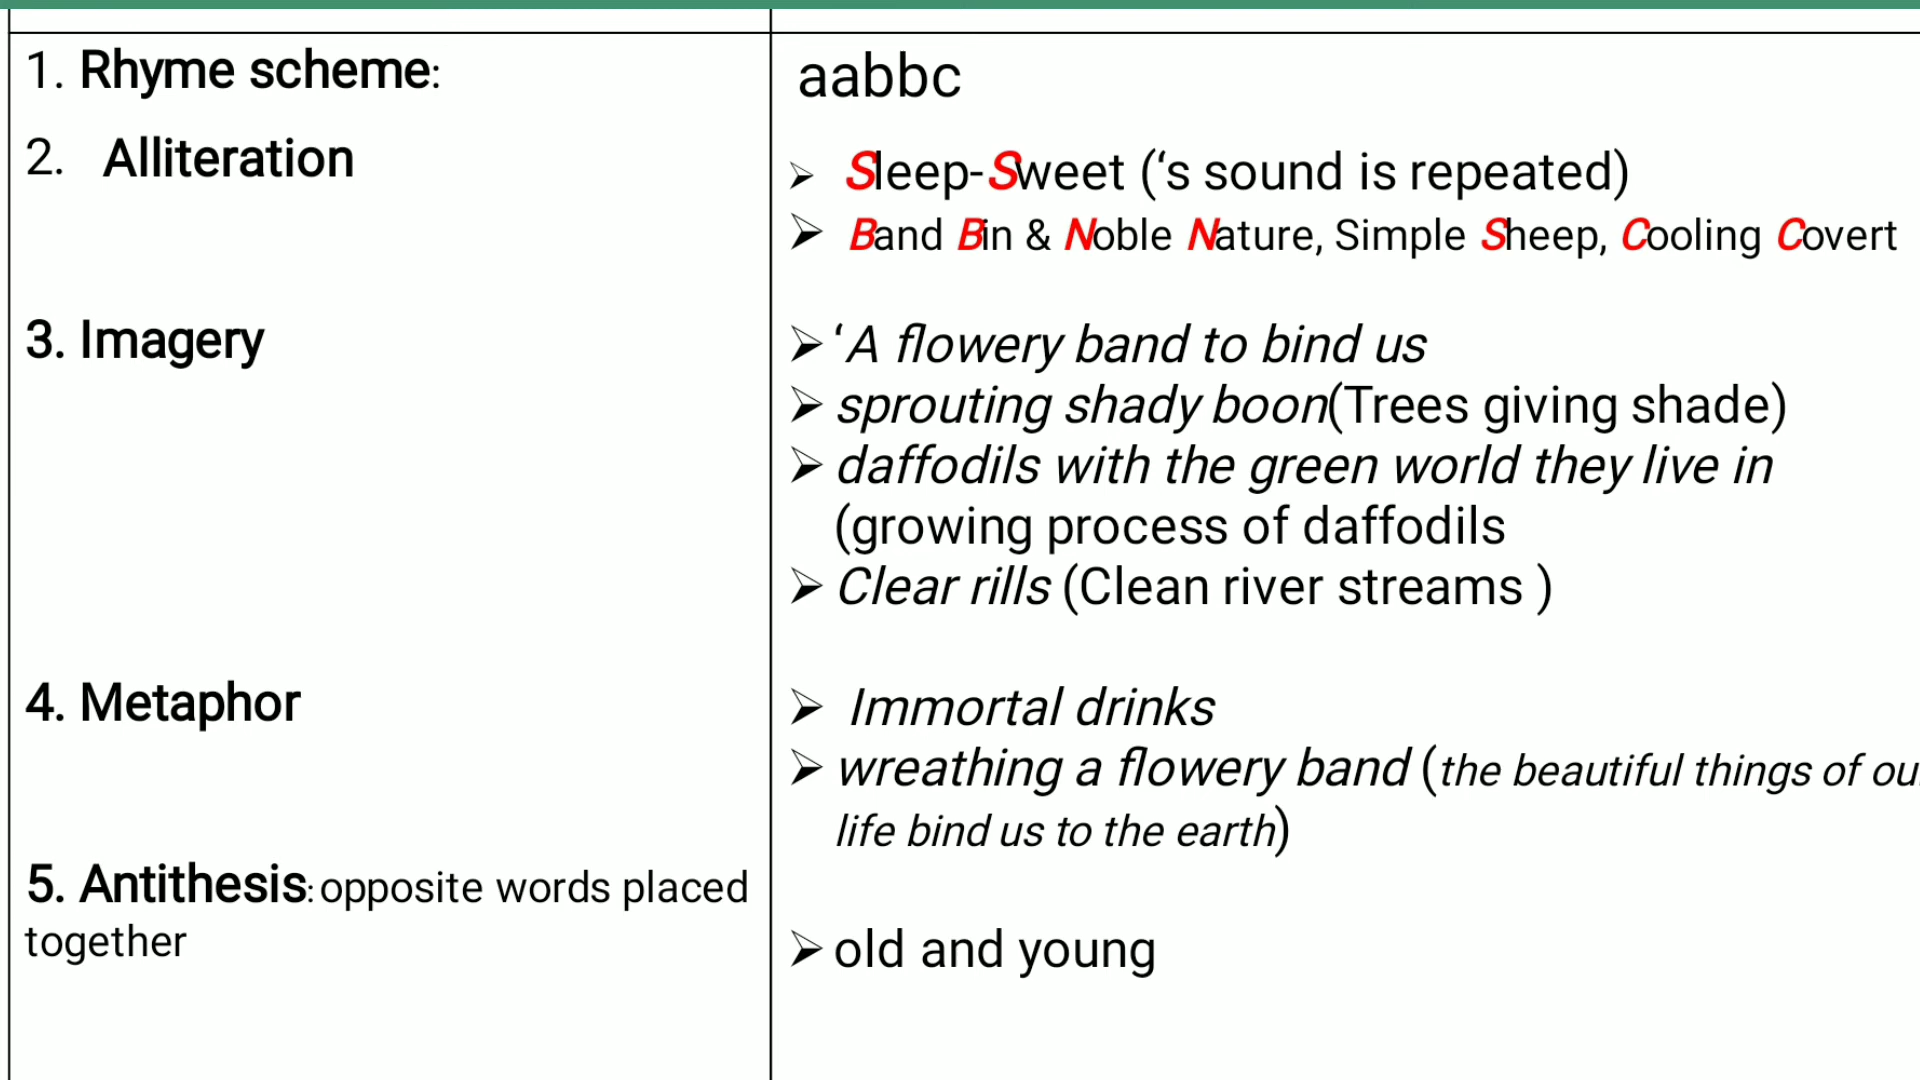 1. Rhyme scheme:
aabbc
2. Alliteration
➢ Sleep-Sweet (‘s sound is repeated)
➢ Band Bin & Noble Nature, Simple Sheep, Cooling Covert
3. Imagery
➢ ‘A flowery band to bind us
➢ sprouting shady boon(Trees giving shade)
➢ daffodils with the green world they live in
(growing process of daffodils
➢ Clear rills (Clean river streams )
4. Metaphor
➢ Immortal drinks
➢ wreathing a flowery band (the beautiful things of
life bind us to the earth)
5. Antithesis: opposite words placed
together
➢ old and young